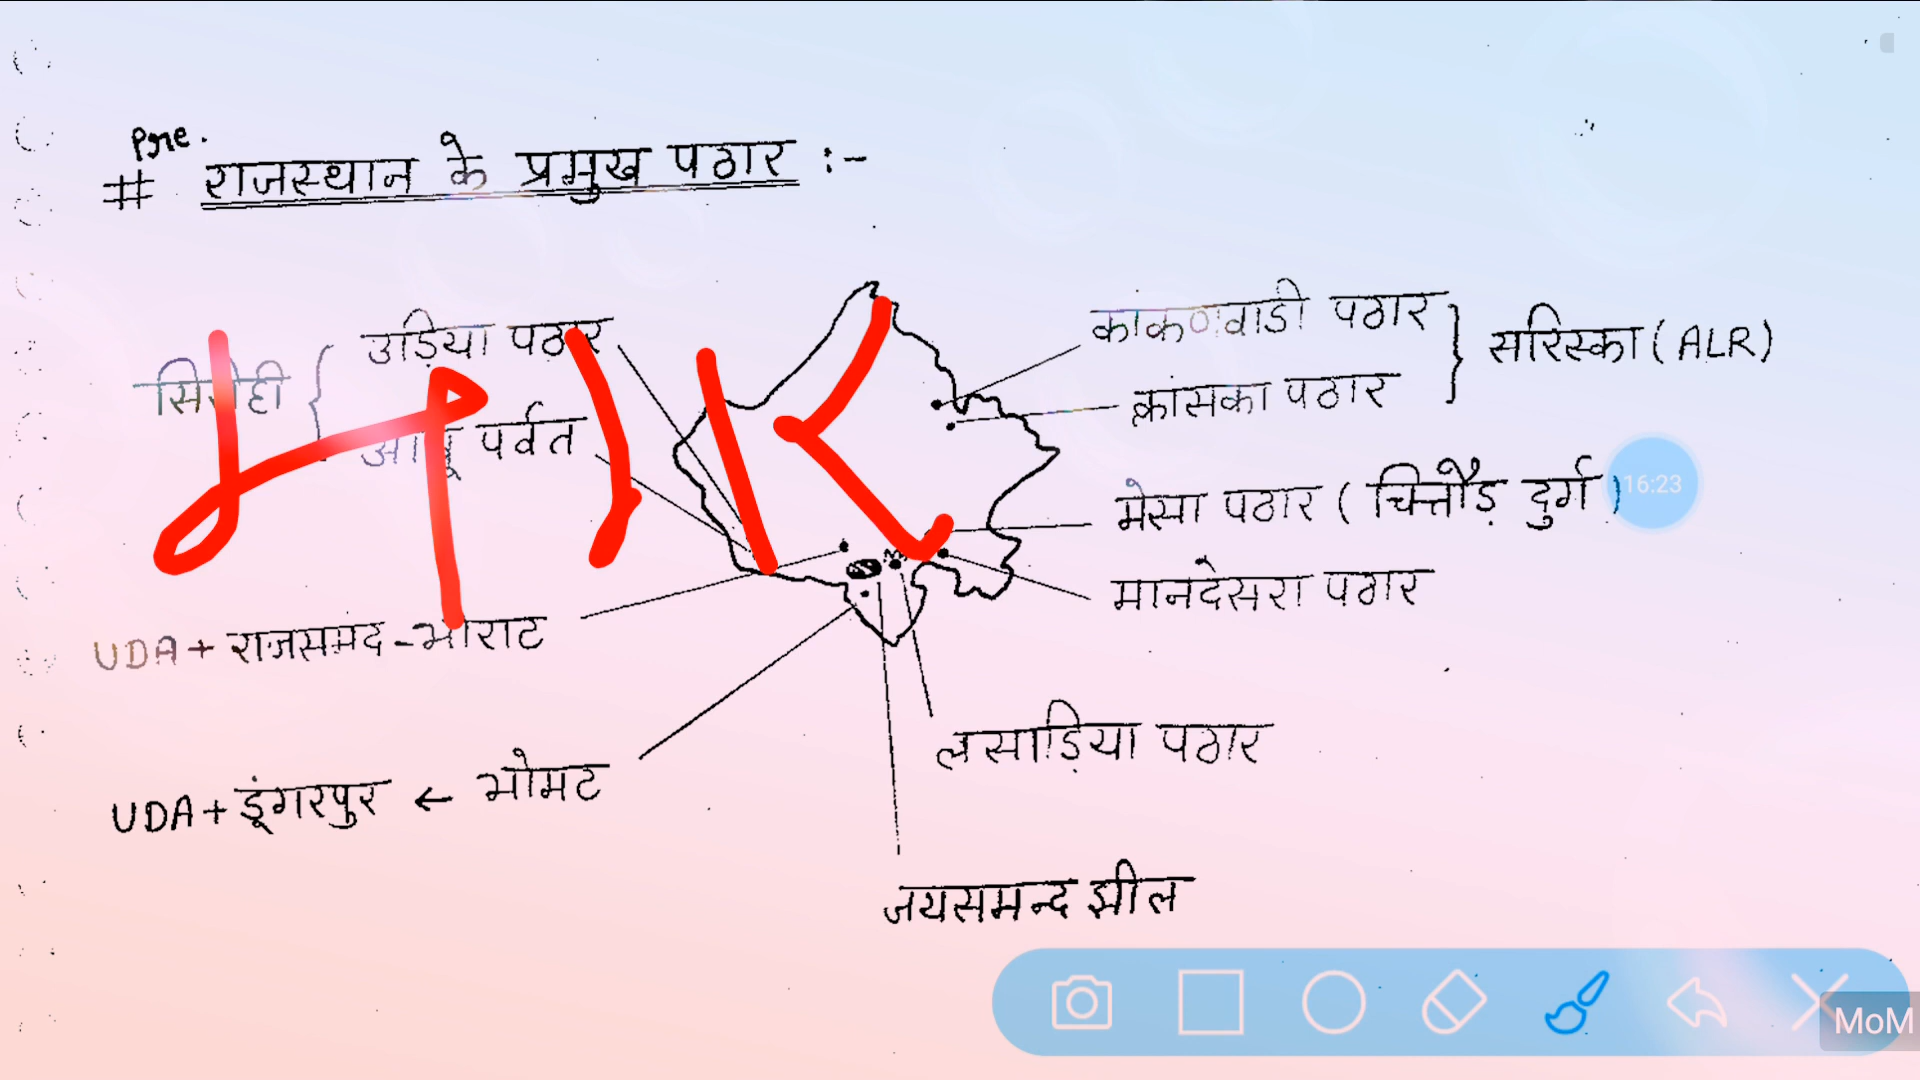 Pre.
# राजस्थान के प्रमुख पठार :-
उड़िया पठार
सिरोही {
आबू पर्वत
काकणवाडी पठार } सरिस्का (ALR)
क्रांसका पठार
मेसा पठार (चित्तौड़ दुर्ग)
16:23
मानदेसरा पठार
UDA + राजसमंद - भोराट
लसाड़िया पठार
UDA + डूंगरपुर ← भोमट
जयसमन्द झील
MoM